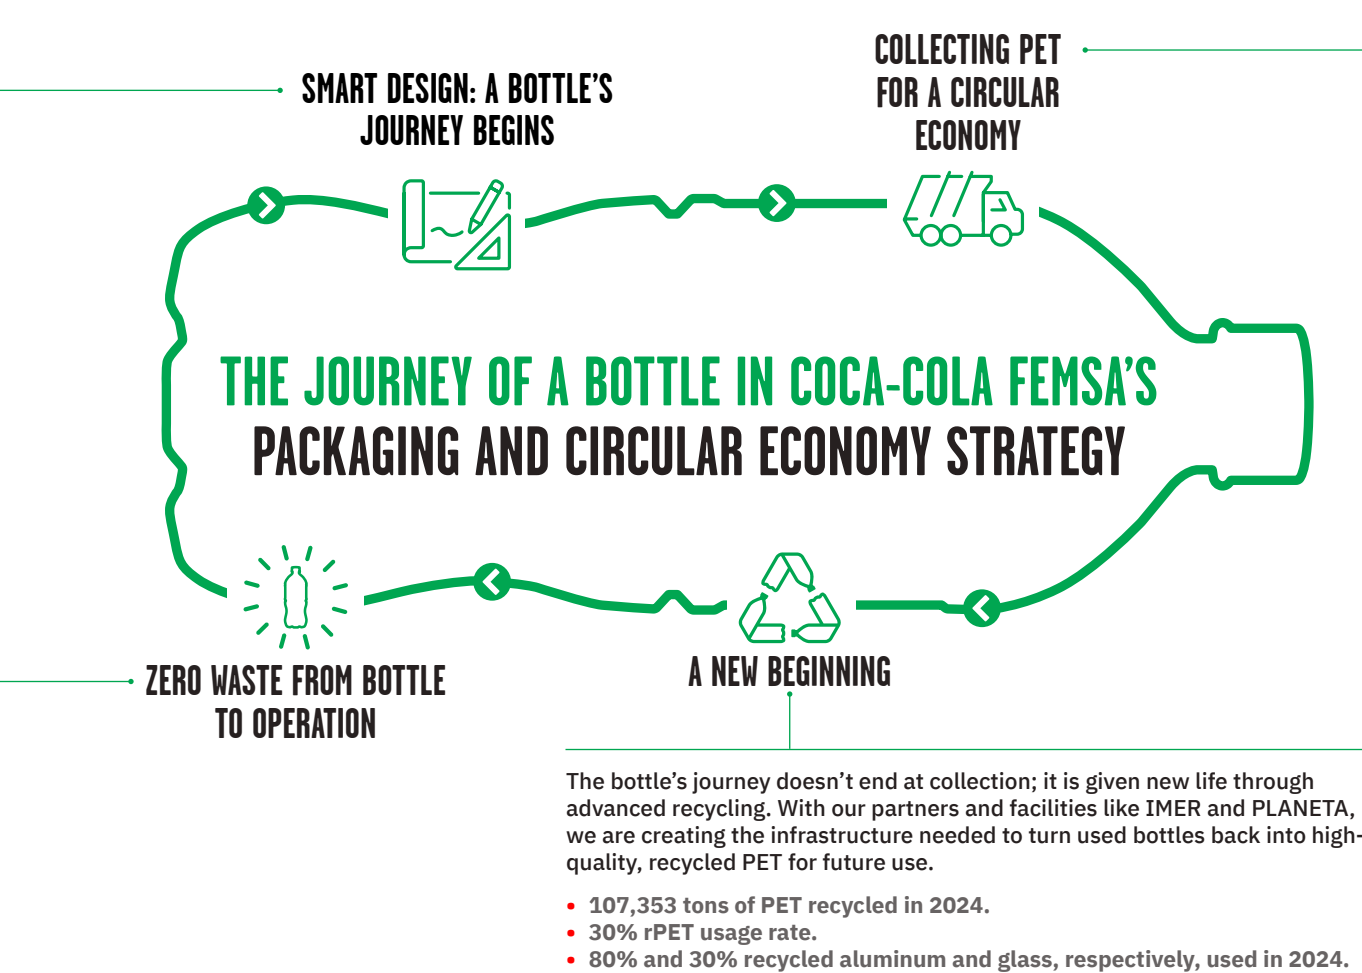 SMART DESIGN: A BOTTLE’S
JOURNEY BEGINS
COLLECTING PET
FOR A CIRCULAR
ECONOMY
THE JOURNEY OF A BOTTLE IN COCA-COLA FEMSA’S
PACKAGING AND CIRCULAR ECONOMY STRATEGY
ZERO WASTE FROM BOTTLE
TO OPERATION
A NEW BEGINNING
The bottle’s journey doesn’t end at collection; it is given new life through
advanced recycling. With our partners and facilities like IMER and PLANETA,
we are creating the infrastructure needed to turn used bottles back into high-
quality, recycled PET for future use.
• 107,353 tons of PET recycled in 2024.
• 30% rPET usage rate.
• 80% and 30% recycled aluminum and glass, respectively, used in 2024.